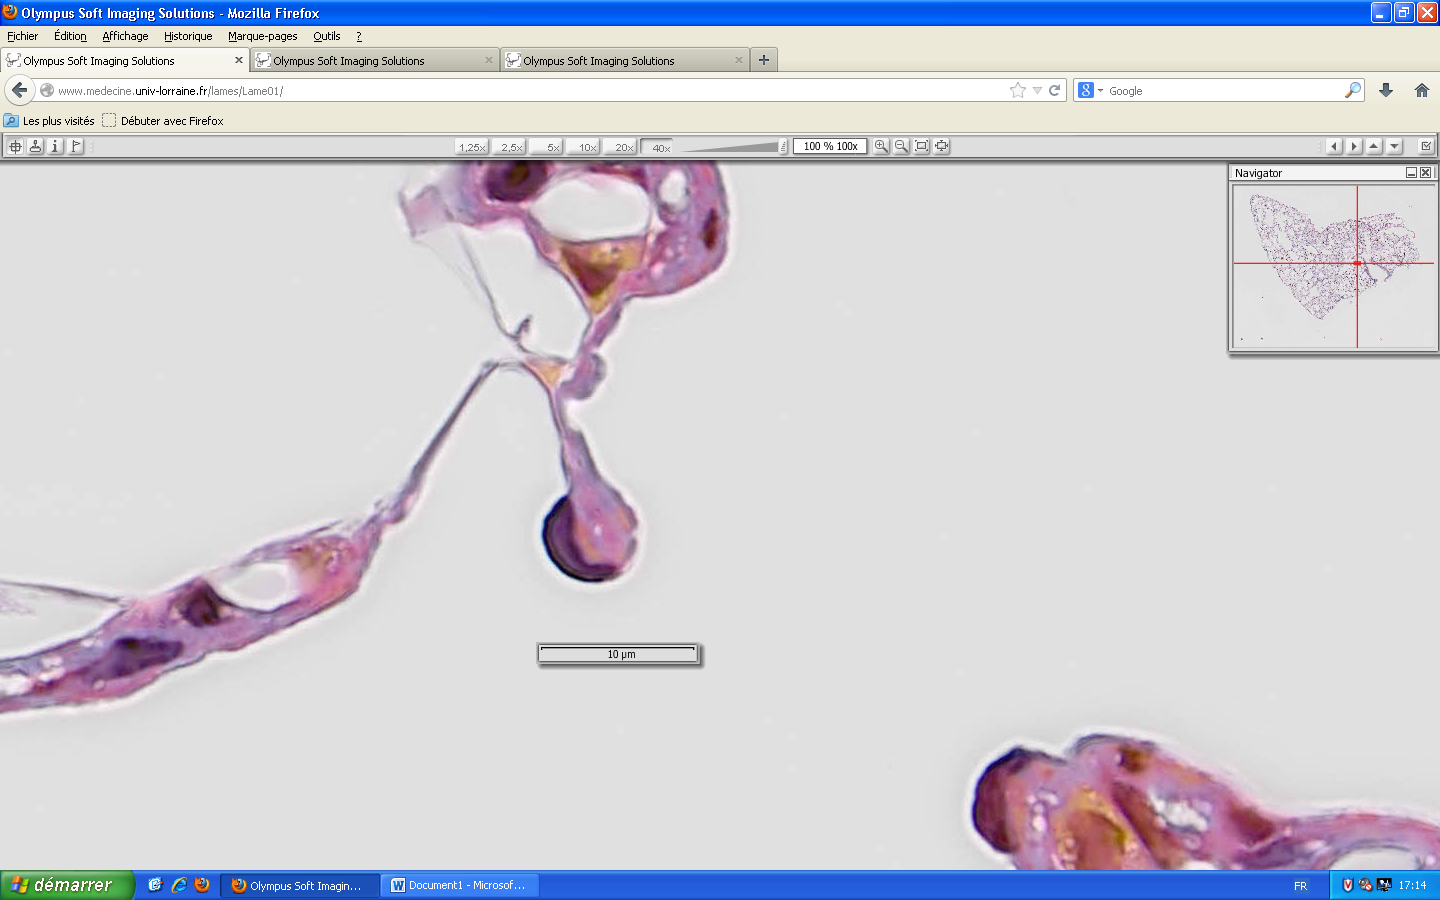 Olympus Soft Imaging Solutions - Mozilla Firefox
Fichier Édition Affichage Historique Marque-pages Outils ?
Olympus Soft Imaging Solutions Olympus Soft Imaging Solutions Olympus Soft Imaging Solutions
www.medecine.univ-lorraine.fr/lames/Lame01/ Google
Les plus visités Débuter avec Firefox
1,25x 2,5x 5x 10x 20x 40x 100 % 100x
Navigator
10 µm
démarrer Olympus Soft Imagin... Document1 - Microsof... FR 17:14